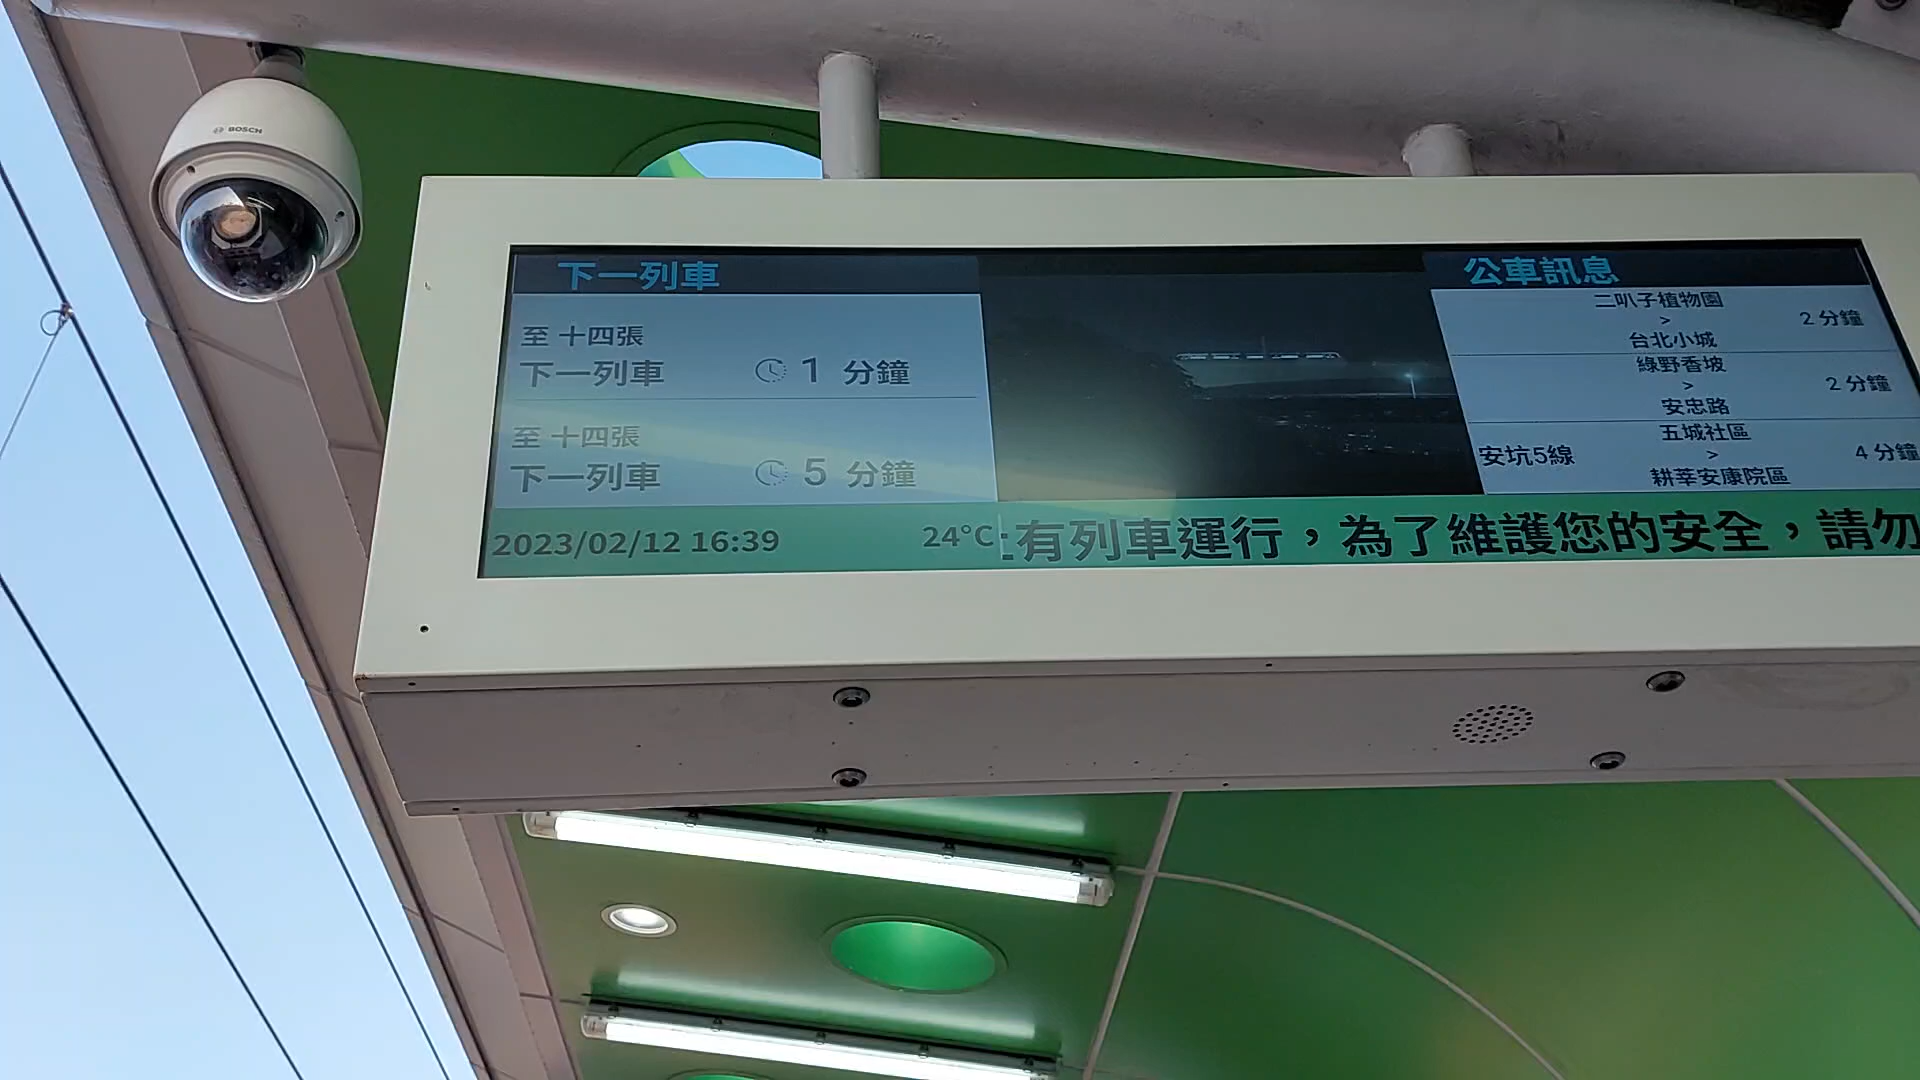 BOSCH
下一列車
至 十四張
下一列車 1 分鐘
至 十四張
下一列車 5 分鐘
2023/02/12 16:39 24°C
有列車運行，為了維護您的安全，請勿
公車訊息
二叭子植物園
>
台北小城
2 分鐘
綠野香坡
>
安忠路
2 分鐘
安坑5線
五城社區
>
耕莘安康院區
4 分鐘